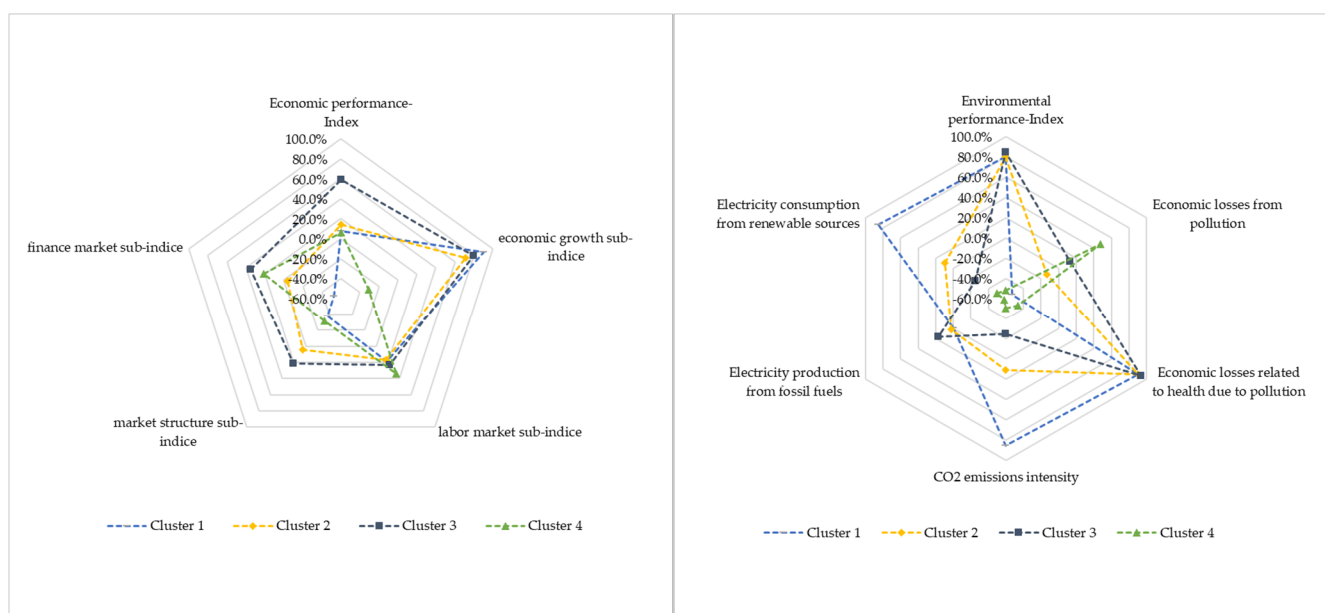 Economic performance-
Index
100.0%
80.0%
60.0%
40.0%
20.0%
0.0%
-20.0%
-40.0%
-60.0%
economic growth sub-
indice
labor market sub-indice
market structure sub-
indice
finance market sub-indice
Cluster 1
Cluster 2
Cluster 3
Cluster 4
Environmental
performance-Index
100.0%
80.0%
60.0%
40.0%
20.0%
0.0%
-20.0%
-40.0%
-60.0%
Economic losses from
pollution
Economic losses related
to health due to pollution
CO2 emissions intensity
Electricity production
from fossil fuels
Electricity consumption
from renewable sources
Cluster 1
Cluster 2
Cluster 3
Cluster 4